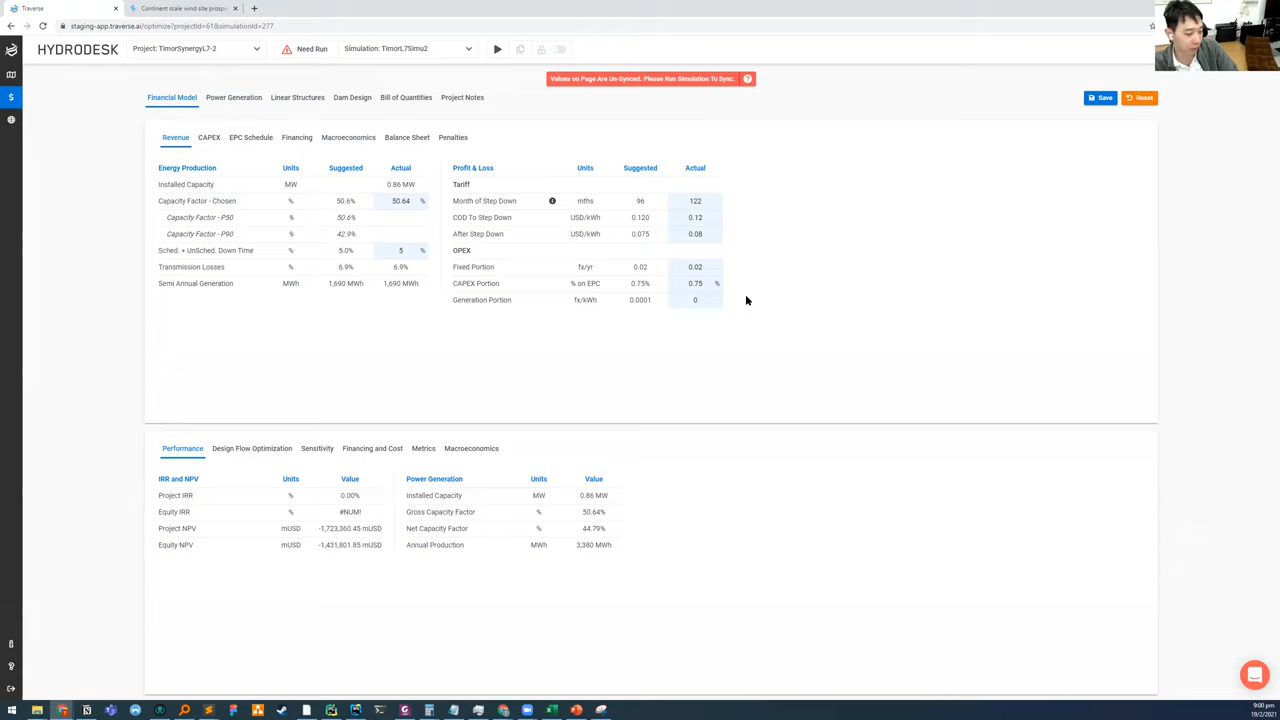 Traverse
Continent scale wind site prosp
staging-app.traverse.ai/optimize?projectId=61&simulationId=277
HYDRODESK
Project: TimorSynergyL7-2
Need Run
Simulation: TimorL7Simu2
Values on Page Are Un-Synced. Please Run Simulation To Sync.
Financial Model Power Generation Linear Structures Dam Design Bill of Quantities Project Notes
Save
Reset
Revenue CAPEX EPC Schedule Financing Macroeconomics Balance Sheet Penalties
Energy Production Units Suggested Actual
Installed Capacity MW 0.86 MW
Capacity Factor - Chosen % 50.6% 50.64 %
Capacity Factor - P50 % 50.6%
Capacity Factor - P90 % 42.9%
Sched. + UnSched. Down Time % 5.0% 5 %
Transmission Losses % 6.9% 6.9%
Semi Annual Generation MWh 1,690 MWh 1,690 MWh
Profit & Loss Units Suggested Actual
Tariff
Month of Step Down mths 96 122
COD To Step Down USD/kWh 0.120 0.12
After Step Down USD/kWh 0.075 0.08
OPEX
Fixed Portion fx/yr 0.02 0.02
CAPEX Portion % on EPC 0.75% 0.75 %
Generation Portion fx/kWh 0.0001 0
Performance Design Flow Optimization Sensitivity Financing and Cost Metrics Macroeconomics
IRR and NPV Units Value
Project IRR % 0.00%
Equity IRR % #NUM!
Project NPV mUSD -1,723,360.45 mUSD
Equity NPV mUSD -1,431,801.85 mUSD
Power Generation Units Value
Installed Capacity MW 0.86 MW
Gross Capacity Factor % 50.64%
Net Capacity Factor % 44.79%
Annual Production MWh 3,380 MWh
9:00 pm
19/2/2021